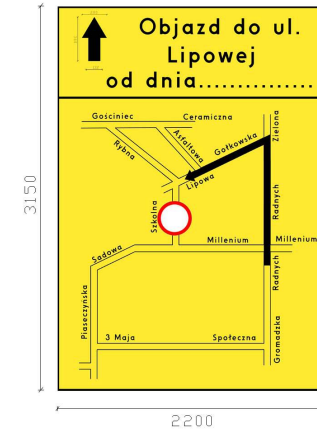 Objazd do ul.
Lipowej
od dnia..............
Gościniec
Ceramiczna
Rybna
Asfaltowa
Gołkowska
Zielona
Lipowa
Szkolna
Radnych
Millenium
Millenium
Sadowa
Radnych
Piaseczyńska
3 Maja
Społeczna
Gromadzka
3150
2200